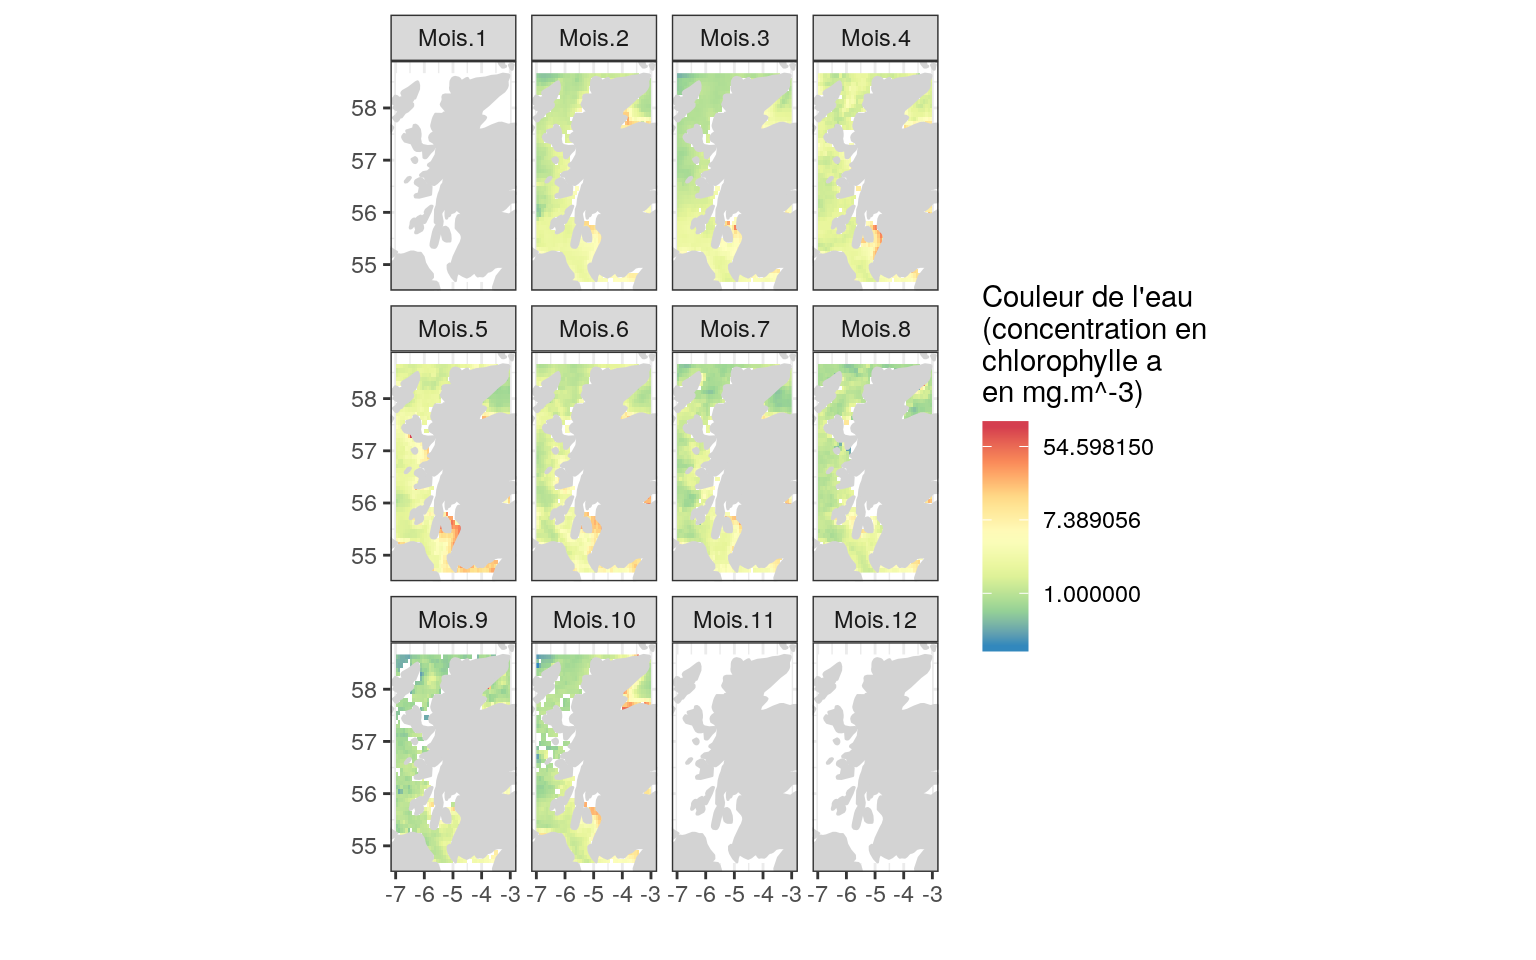 Mois.1 Mois.2 Mois.3 Mois.4
58
57
56
55
Mois.5 Mois.6 Mois.7 Mois.8
58
57
56
55
Mois.9 Mois.10 Mois.11 Mois.12
58
57
56
55
-7 -6 -5 -4 -3 -7 -6 -5 -4 -3 -7 -6 -5 -4 -3 -7 -6 -5 -4 -3
Couleur de l'eau
(concentration en
chlorophylle a
en mg.m^-3)
54.598150
7.389056
1.000000